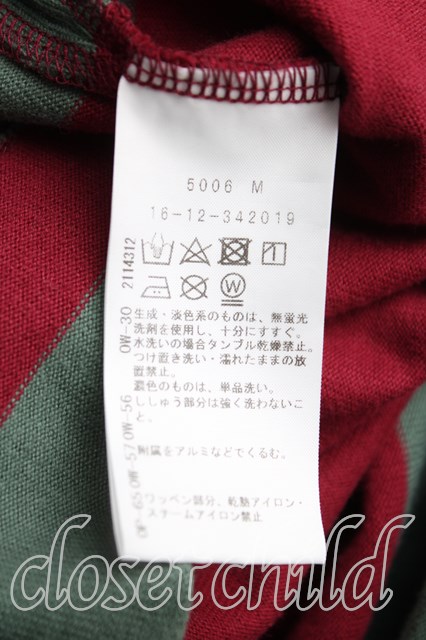 5006 M
16-12-342019
2114312
W
OW-30
生成・淡色系のものは、無蛍光
洗剤を使用し、十分にすすぐ。
水洗いの場合タンブル乾燥禁止。
つけ置き洗い・濡れたままの放
置禁止。
濃色のものは、単品洗い。
OW-56
ししゅう部分は強く洗わないこ
と。
OW-57
附属をアルミなどでくるむ。
ワッペン部分、乾熱アイロン・
スチームアイロン禁止
closet child